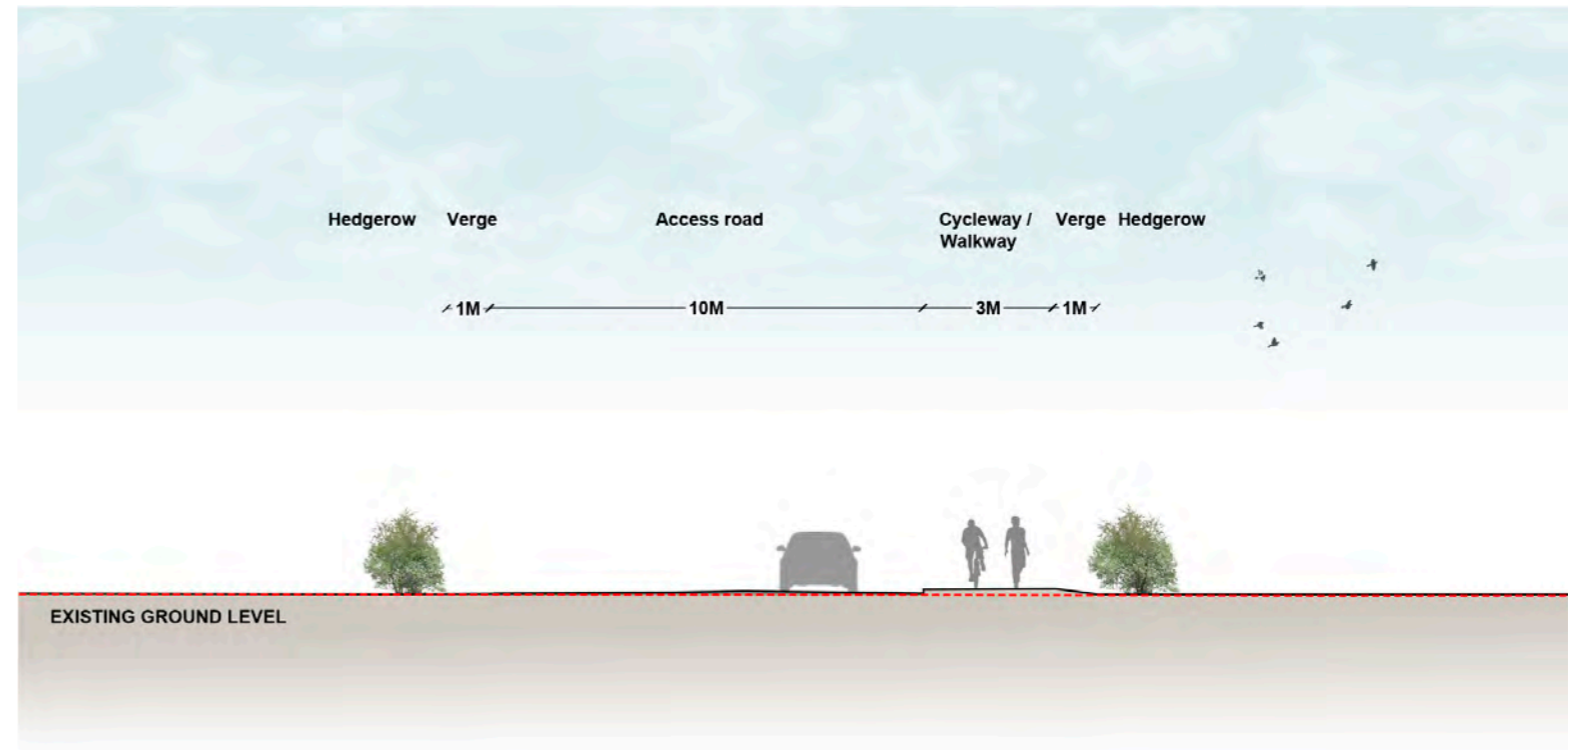 Hedgerow Verge Access road Cycleway / Verge Hedgerow
Walkway
1M 10M 3M 1M
EXISTING GROUND LEVEL